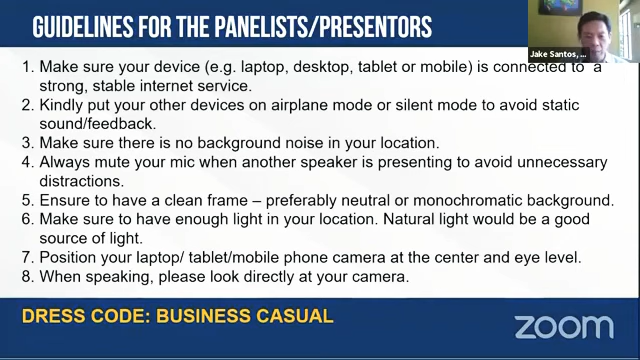 GUIDELINES FOR THE PANELISTS/PRESENTORS
Jake Santos, ...
1. Make sure your device (e.g. laptop, desktop, tablet or mobile) is connected to a
strong, stable internet service.
2. Kindly put your other devices on airplane mode or silent mode to avoid static
sound/feedback.
3. Make sure there is no background noise in your location.
4. Always mute your mic when another speaker is presenting to avoid unnecessary
distractions.
5. Ensure to have a clean frame – preferably neutral or monochromatic background.
6. Make sure to have enough light in your location. Natural light would be a good
source of light.
7. Position your laptop/ tablet/mobile phone camera at the center and eye level.
8. When speaking, please look directly at your camera.
DRESS CODE: BUSINESS CASUAL
zoom